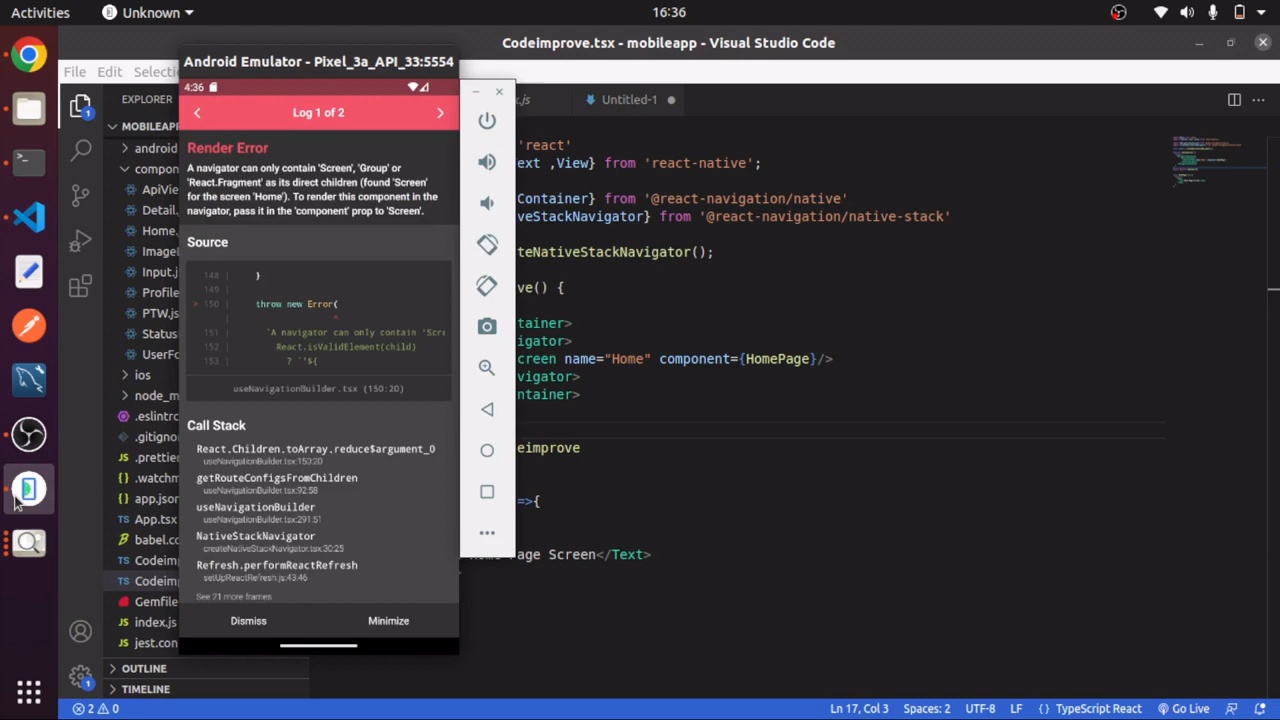 Activities
Unknown
16:36
Codeimprove.tsx - mobileapp - Visual Studio Code
File
Edit
Selectio
EXPLORER
MOBILEAPP
android
compon
ApiView
Detail.
Home.
ImageL
Input.j
Profile
PTW.js
Status
UserFo
ios
node_m
.eslintrc
.gitignor
.prettier
.watchm
app.json
App.tsx
babel.co
Codeim
Codeim
Gemfile
index.js
jest.con
OUTLINE
TIMELINE
Android Emulator - Pixel_3a_API_33:5554
4:36
Log 1 of 2
Render Error
A navigator can only contain 'Screen', 'Group' or
'React.Fragment' as its direct children (found 'Screen'
for the screen 'Home'). To render this component in the
navigator, pass it in the 'component' prop to 'Screen'.
Source
148 | }
149 |
> 150 | throw new Error(
| ^
151 | `A navigator can only contain 'Scre
152 | React.isValidElement(child)
153 | ? `'${
useNavigationBuilder.tsx (150:20)
Call Stack
React.Children.toArray.reduce$argument_0
useNavigationBuilder.tsx:150:20
getRouteConfigsFromChildren
useNavigationBuilder.tsx:92:58
useNavigationBuilder
useNavigationBuilder.tsx:291:51
NativeStackNavigator
createNativeStackNavigator.tsx:30:25
Refresh.performReactRefresh
setUpReactRefresh.js:43:46
See 21 more frames
Dismiss
Minimize
.js
Untitled-1
'react'
ext ,View} from 'react-native';
Container} from '@react-navigation/native'
veStackNavigator} from '@react-navigation/native-stack'
teNativeStackNavigator();
ve() {
tainer>
igator>
creen name="Home" component={HomePage}/>
vigator>
ntainer>
deimprove
=>{
Page Screen</Text>
2 0
Ln 17, Col 3
Spaces: 2
UTF-8
LF
{} TypeScript React
Go Live
1
1